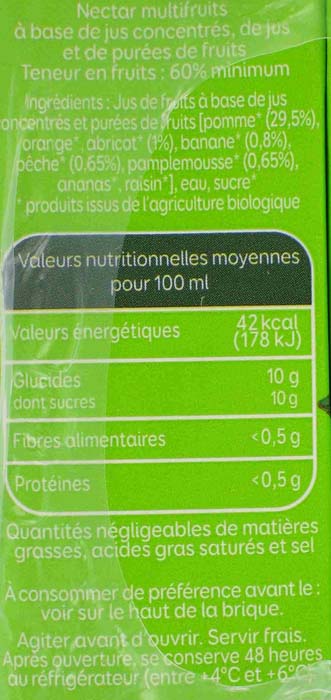 Nectar multifruits
à base de jus concentrés, de jus
et de purées de fruits
Teneur en fruits : 60% minimum
Ingrédients : Jus de fruits à base de jus
concentrés et purées de fruits [pomme* (29,5%),
orange*, abricot* (1%), banane* (0,8%),
pêche* (0,65%), pamplemousse* (0,65%),
ananas*, raisin*], eau, sucre*
* produits issus de l'agriculture biologique
Valeurs nutritionnelles moyennes
pour 100 ml
Valeurs énergétiques 42 kcal
(178 kJ)
Glucides 10 g
dont sucres 10 g
Fibres alimentaires <0,5 g
Protéines <0,5 g
Quantités négligeables de matières
grasses, acides gras saturés et sel
À consommer de préférence avant le :
voir sur le haut de la brique.
Agiter avant d'ouvrir. Servir frais.
Après ouverture, se conserve 48 heures
au réfrigérateur (entre +4°C et +6°C)